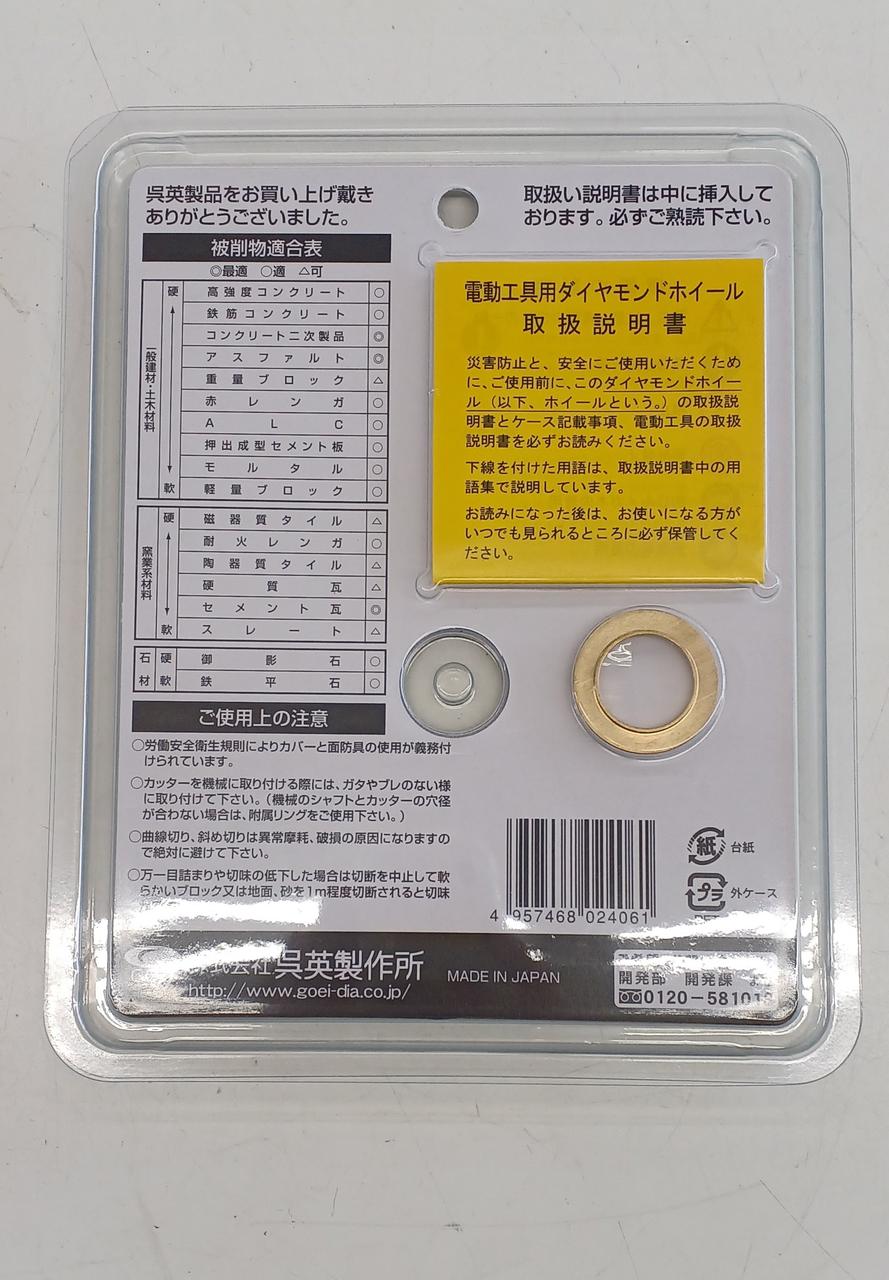 呉英製品をお買い上げ戴き
ありがとうございました。
取扱い説明書は中に挿入して
おります。必ずご熟読下さい。
被削物適合表
◎最適 ○適 △可
一般建材・土木材料
硬
高強度コンクリート ○
鉄筋コンクリート ○
コンクリート二次製品 ◎
アスファルト ◎
重量ブロック △
赤レンガ ○
ALC ○
押出成型セメント板 ○
モルタル ○
軟 軽量ブロック ○
窯業系材料
硬 磁器質タイル △
耐火レンガ ○
陶器質タイル △
硬質瓦 △
セメント瓦 ◎
軟 スレート △
石材
硬 御影石 ○
軟 鉄平石 ○
電動工具用ダイヤモンドホイール
取扱説明書
災害防止と、安全にご使用いただくため
に、ご使用前に、このダイヤモンドホイー
ル（以下、ホイールという。）の取扱説
明書とケース記載事項、電動工具の取扱
説明書を必ずお読みください。
下線を付けた用語は、取扱説明書中の用
語集で説明しています。
お読みになった後は、お使いになる方が
いつでも見られるところに必ず保管してく
ださい。
ご使用上の注意
○労働安全衛生規則によりカバーと面防具の使用が義務付
けられています。
○カッターを機械に取り付ける際には、ガタやブレのない様
に取り付けて下さい。（機械のシャフトとカッターの穴径
が合わない場合は、附属リングをご使用下さい。）
○曲線切り、斜め切りは異常摩耗、破損の原因になりますの
で絶対に避けて下さい。
○万一目詰まりや切味の低下した場合は切断を中止して軟
らかいブロック又は地面、砂を1m程度切断されると切味
4 957468 024061
紙 台紙
プラ 外ケース
PET
株式会社 呉英製作所
http://www.goei-dia.co.jp/
MADE IN JAPAN
開発部 開発課
0120-58101